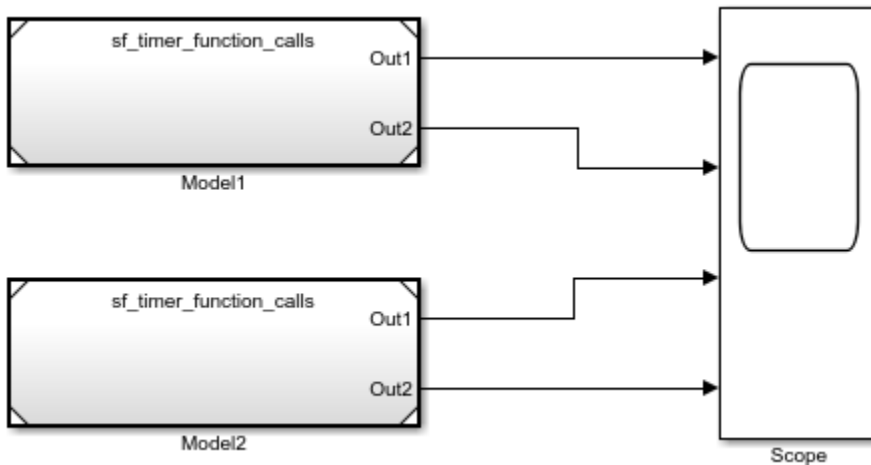 sf_timer_function_calls
Out1
Out2
Model1
sf_timer_function_calls
Out1
Out2
Model2
Scope